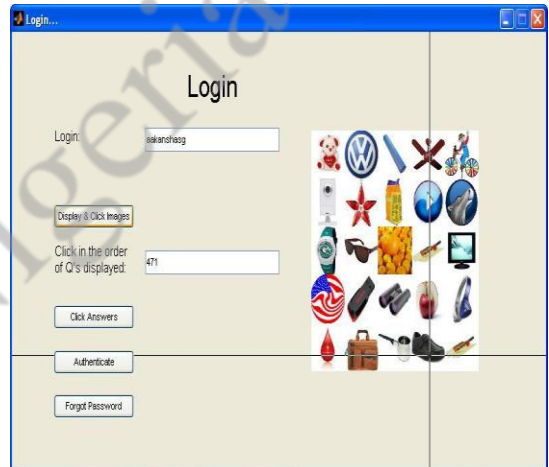 Login...
Login
Login:
aakanshasg
Display & Click Images
Click in the order
of Q's displayed:
471
Click Answers
Authenticate
Forgot Password